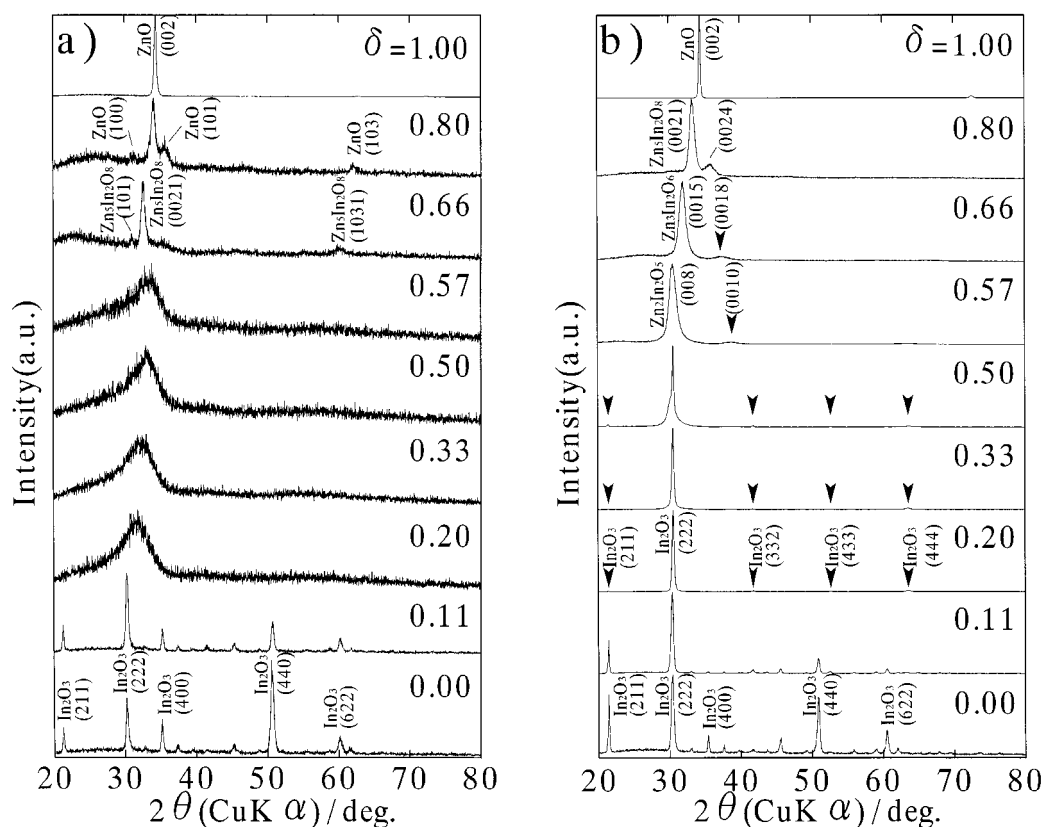 a)
δ=1.00
ZnO
(002)
0.80
ZnO
(100)
ZnO
(101)
ZnO
(103)
0.66
Zn5In2O8
(101)
Zn5In2O8
(0021)
Zn5In2O8
(1031)
0.57
0.50
0.33
0.20
0.11
0.00
In2O3
(211)
In2O3
(222)
In2O3
(400)
In2O3
(440)
In2O3
(622)
20 30 40 50 60 70 80
2θ(CuKα)/deg.
Intensity(a.u.)
b)
δ=1.00
ZnO
(002)
0.80
Zn5In2O8
(0021)
(0024)
0.66
Zn3In2O6
(0015)
(0018)
0.57
Zn2In2O5
(008)
(0010)
0.50
0.33
0.20
In2O3
(211)
In2O3
(222)
In2O3
(332)
In2O3
(433)
In2O3
(444)
0.11
0.00
In2O3
(211)
In2O3
(222)
In2O3
(400)
In2O3
(440)
In2O3
(622)
20 30 40 50 60 70 80
2θ(CuKα)/deg.
Intensity(a.u.)